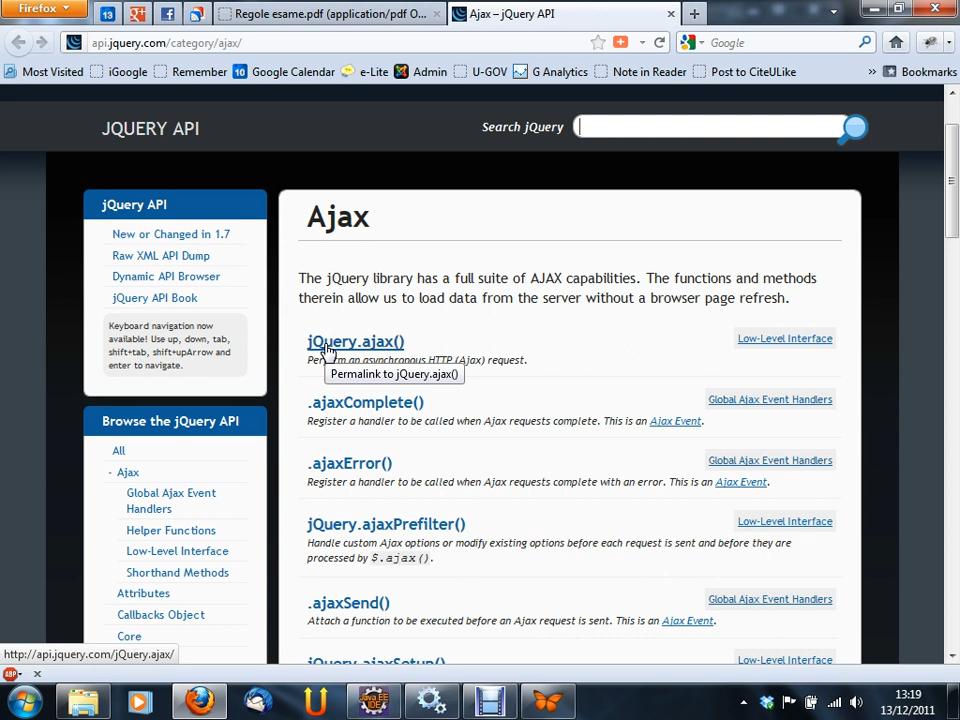 Firefox
13
Regole esame.pdf (application/pdf O...
Ajax – jQuery API
api.jquery.com/category/ajax/
Google
Most Visited
iGoogle
Remember
10 Google Calendar
e-Lite
Admin
U-GOV
G Analytics
Note in Reader
Post to CiteULike
»
Bookmarks
JQUERY API
Search jQuery
jQuery API
New or Changed in 1.7
Raw XML API Dump
Dynamic API Browser
jQuery API Book
Keyboard navigation now
available! Use up, down, tab,
shift+tab, shift+upArrow and
enter to navigate.
Browse the jQuery API
All
- Ajax
Global Ajax Event
Handlers
Helper Functions
Low-Level Interface
Shorthand Methods
Attributes
Callbacks Object
Core
Ajax
The jQuery library has a full suite of AJAX capabilities. The functions and methods
therein allow us to load data from the server without a browser page refresh.
jQuery.ajax()
Low-Level Interface
Perform an asynchronous HTTP (Ajax) request.
Permalink to jQuery.ajax()
.ajaxComplete()
Global Ajax Event Handlers
Register a handler to be called when Ajax requests complete. This is an Ajax Event.
.ajaxError()
Global Ajax Event Handlers
Register a handler to be called when Ajax requests complete with an error. This is an Ajax Event.
jQuery.ajaxPrefilter()
Low-Level Interface
Handle custom Ajax options or modify existing options before each request is sent and before they are
processed by $.ajax().
.ajaxSend()
Global Ajax Event Handlers
Attach a function to be executed before an Ajax request is sent. This is an Ajax Event.
jQuery.ajaxSetup()
Low-Level Interface
http://api.jquery.com/jQuery.ajax/
ABP
Java EE
IDE
13:19
13/12/2011